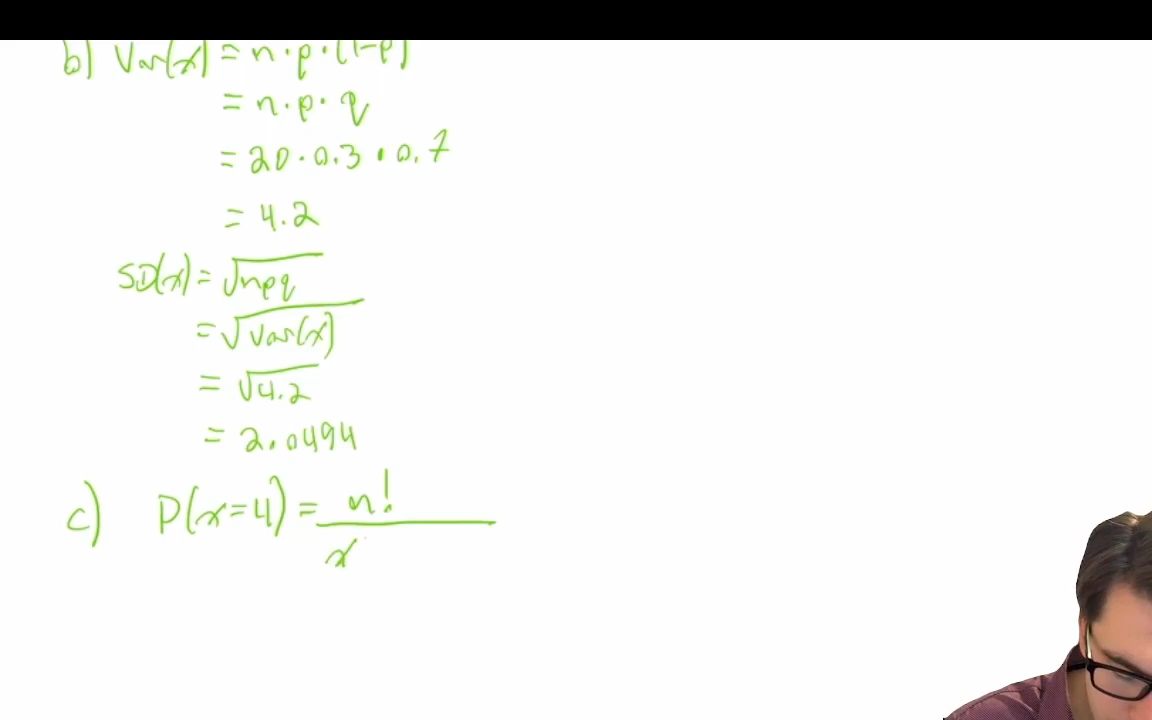 b) Var(x) = n · p · (1-p)
= n · p · q
= 20 · 0.3 · 0.7
= 4.2
SD(x) = √npq
= √Var(x)
= √4.2
= 2.0494
c) P(x=4) = n!
x